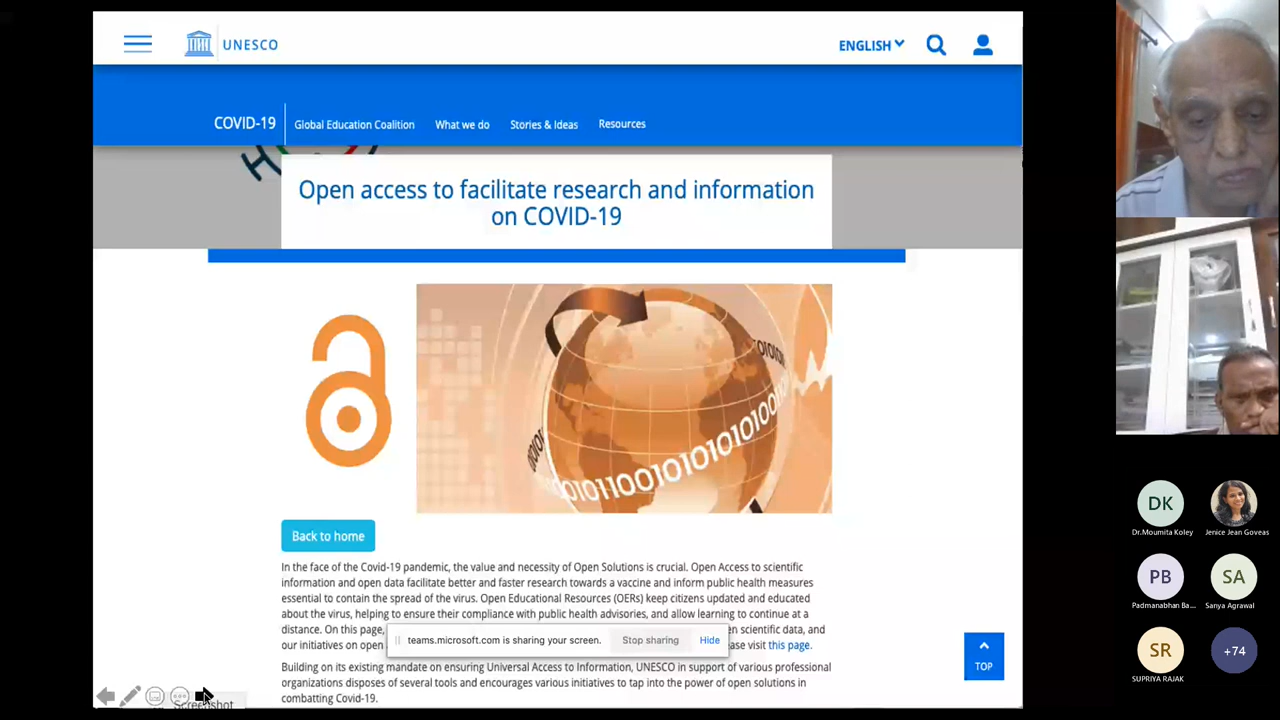 UNESCO
ENGLISH
COVID-19
Global Education Coalition
What we do
Stories & Ideas
Resources
Open access to facilitate research and information
on COVID-19
01011001010101010
Back to home
In the face of the Covid-19 pandemic, the value and necessity of Open Solutions is crucial. Open Access to scientific
information and open data facilitate better and faster research towards a vaccine and inform public health measures
essential to contain the spread of the virus. Open Educational Resources (OERs) keep citizens updated and educated
about the virus, helping to ensure their compliance with public health advisories, and allow learning to continue at a
distance. On this page, en scientific data, and
our initiatives on open a ease visit this page.
teams.microsoft.com is sharing your screen.
Stop sharing
Hide
Building on its existing mandate on ensuring Universal Access to Information, UNESCO in support of various professional
organizations disposes of several tools and encourages various initiatives to tap into the power of open solutions in
combatting Covid-19.
TOP
Screenshot
DK
Dr.Moumita Koley
Jenice Jean Goveas
PB
Padmanabhan Ba...
SA
Sanya Agrawal
SR
SUPRIYA RAJAK
+74